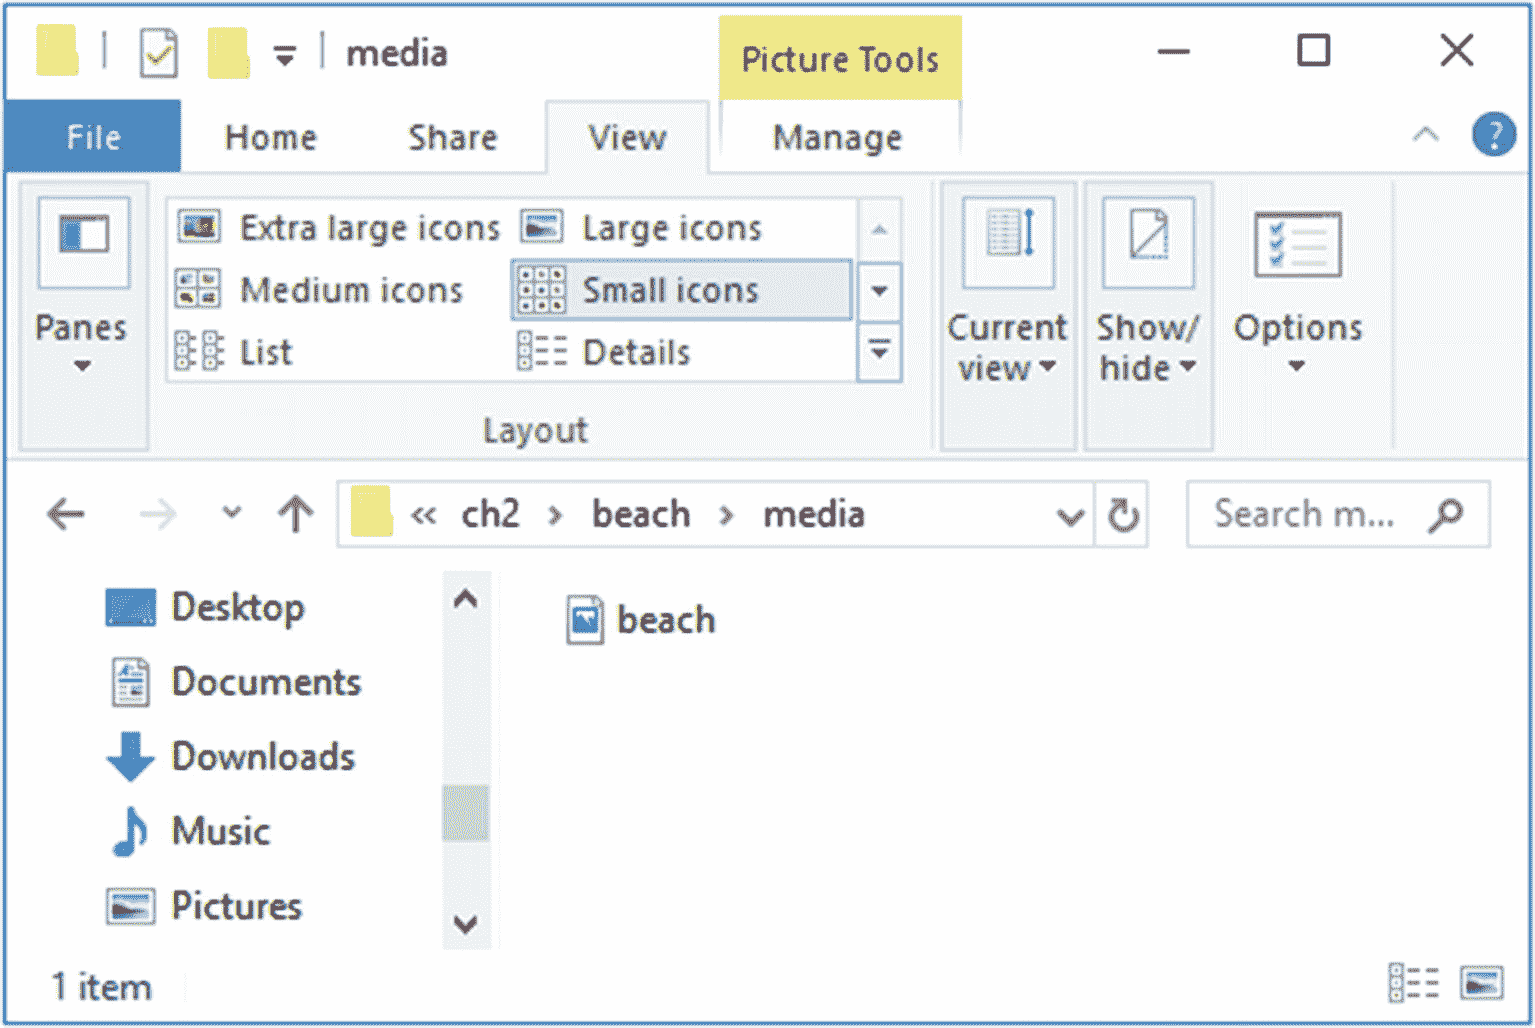 media
Picture Tools
File Home Share View Manage ?
Extra large icons Large icons
Medium icons Small icons
List Details
Panes
Current view
Show/ hide
Options
Layout
« ch2 > beach > media
Search m...
Desktop
Documents
Downloads
Music
Pictures
beach
1 item